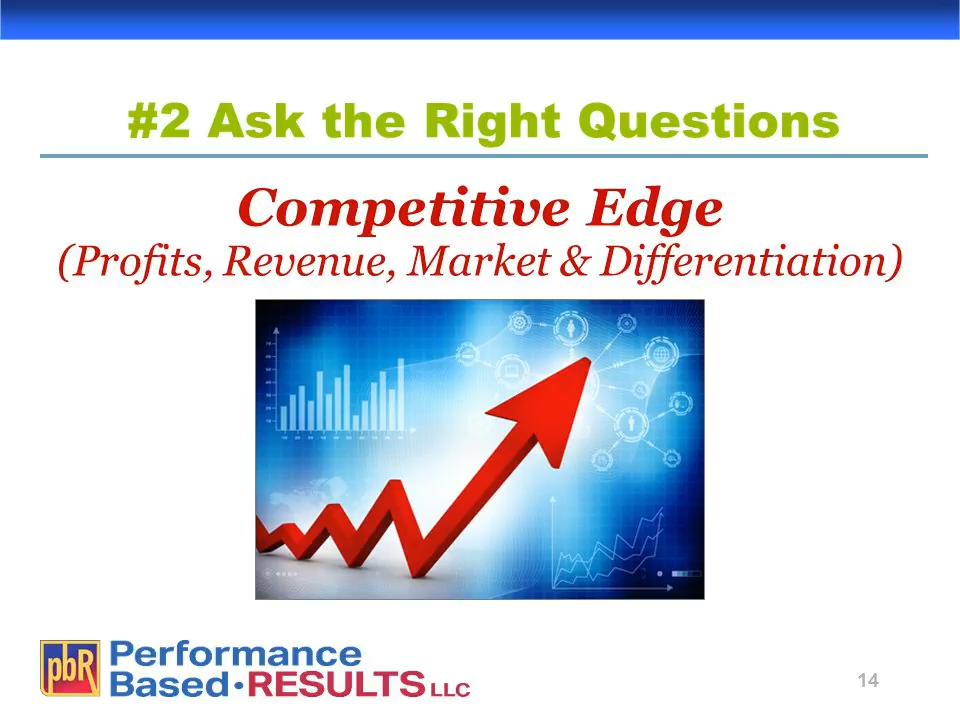 #2 Ask the Right Questions
Competitive Edge
(Profits, Revenue, Market & Differentiation)
pbR
Performance
Based·RESULTS LLC
14